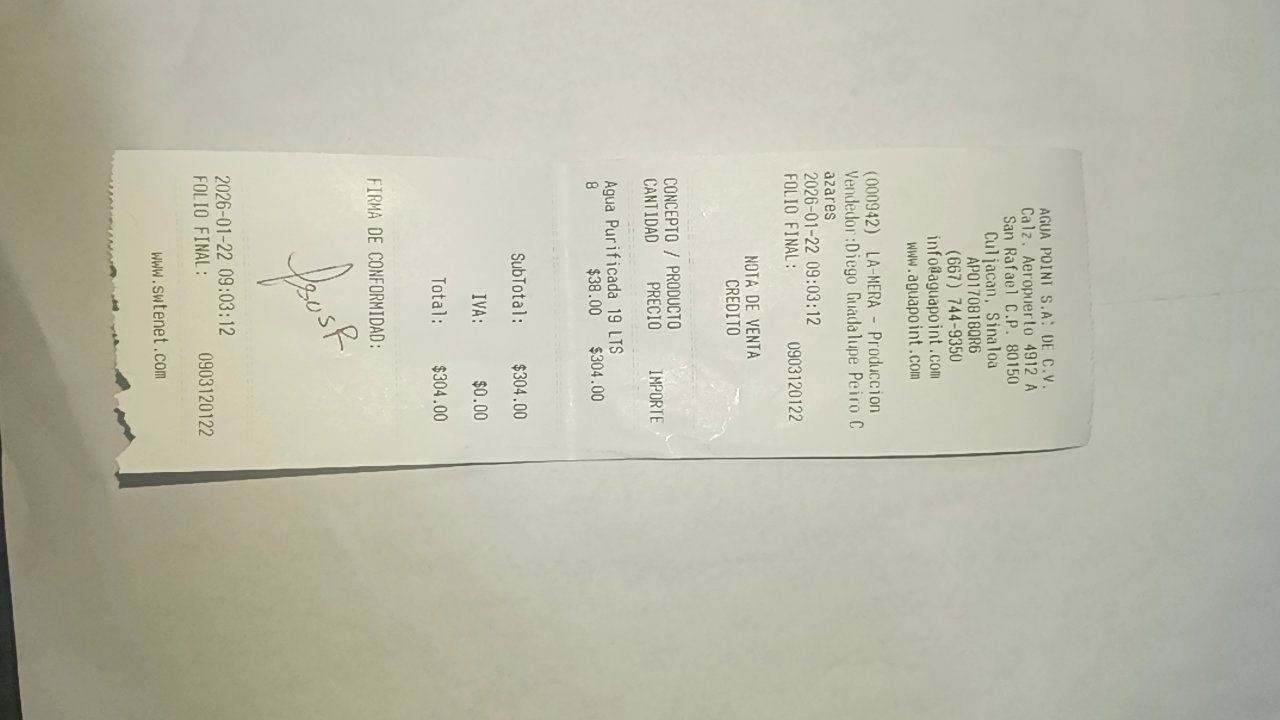 AGUA POINT S.A. DE C.V.
Calz. Aeropuerto 4912 A
San Rafael C.P. 80150
Culiacan, Sinaloa
APO170818QR6
(667) 744-9350
info@aguapoint.com
www.aguapoint.com
(000942) LA-MERA - Produccion
Vendedor:Diego Guadalupe Peiro C
azares
2026-01-22 09:03:12
FOLIO FINAL: 0903120122
NOTA DE VENTA
CREDITO
CONCEPTO / PRODUCTO
CANTIDAD PRECIO IMPORTE
Agua Purificada 19 LTS
8 $38.00 $304.00
SubTotal: $304.00
IVA: $0.00
Total: $304.00
FIRMA DE CONFORMIDAD:
2026-01-22 09:03:12
FOLIO FINAL: 0903120122
www.swtenet.com